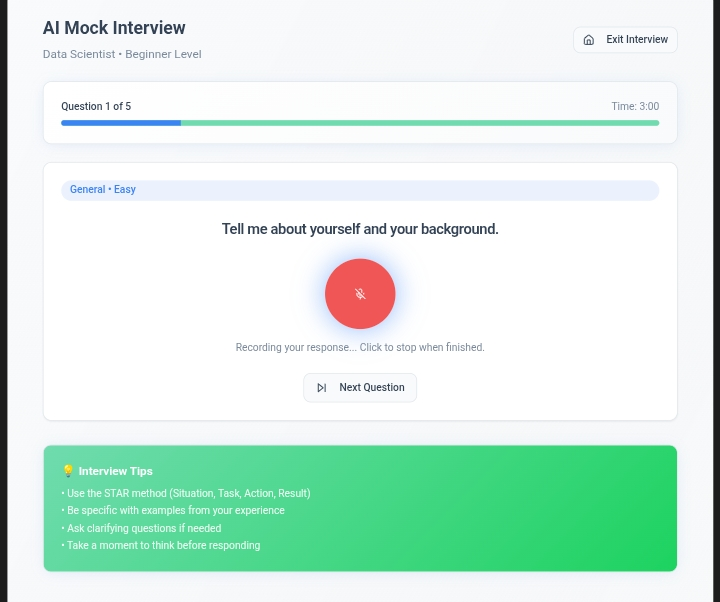 AI Mock Interview
Data Scientist • Beginner Level
Exit Interview
Question 1 of 5
Time: 3:00
General • Easy
Tell me about yourself and your background.
Recording your response... Click to stop when finished.
Next Question
💡 Interview Tips
• Use the STAR method (Situation, Task, Action, Result)
• Be specific with examples from your experience
• Ask clarifying questions if needed
• Take a moment to think before responding